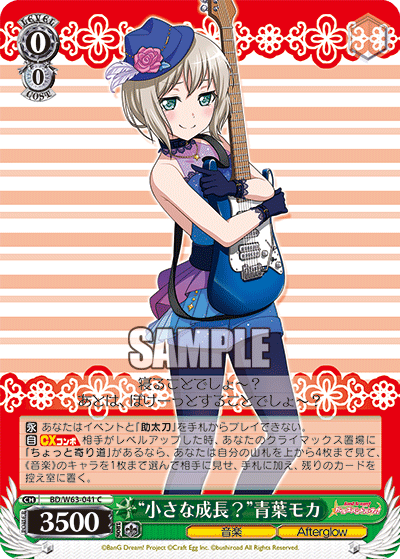 LEVEL
0
0
COST
SAMPLE
寝ることでしょ～？
あとは、ぼけーっとすることでしょ～？
永 あなたはイベントと「助太刀」を手札からプレイできない。
自 CXコンボ 相手がレベルアップした時、あなたのクライマックス置場に
「ちょっと寄り道」があるなら、あなたは自分の山札を上から4枚まで見て、
《音楽》のキャラを1枚まで選んで相手に見せ、手札に加え、残りのカードを
控え室に置く。
CH BD/W63-041 C
3500
“小さな成長？”青葉モカ
音楽
Afterglow
©BanG Dream! Project ©Craft Egg Inc. ©bushiroad All Rights Reserved.